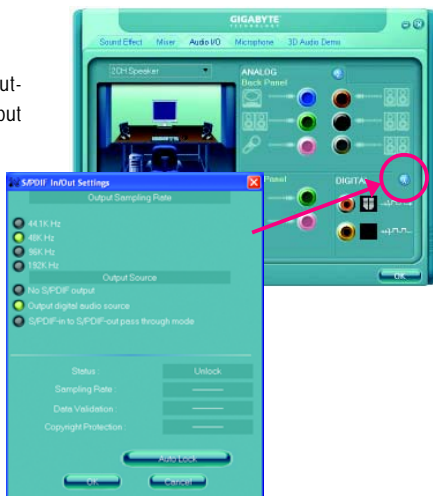 GIGABYTE
TECHNOLOGY
Sound Effect Mixer Audio I/O Microphone 3D Audio Demo
2CH Speaker
ANALOG
Back Panel
Panel
DIGITAL
OK
S/PDIF In/Out Settings
Output Sampling Rate
44.1K Hz
48K Hz
96K Hz
192K Hz
Output Source
No S/PDIF output
Output digital audio source
S/PDIF-in to S/PDIF-out pass through mode
Status : Unlock
Sampling Rate :
Data Validation :
Copyright Protection :
Auto Lock
OK Cancel